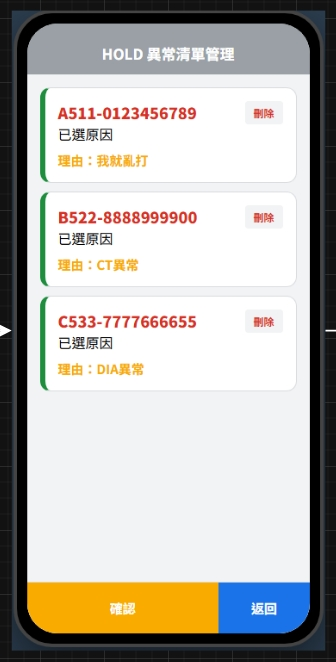 HOLD 異常清單管理
A511-0123456789
刪除
已選原因
理由：我就亂打
B522-8888999900
刪除
已選原因
理由：CT異常
C533-7777666655
刪除
已選原因
理由：DIA異常
確認
返回